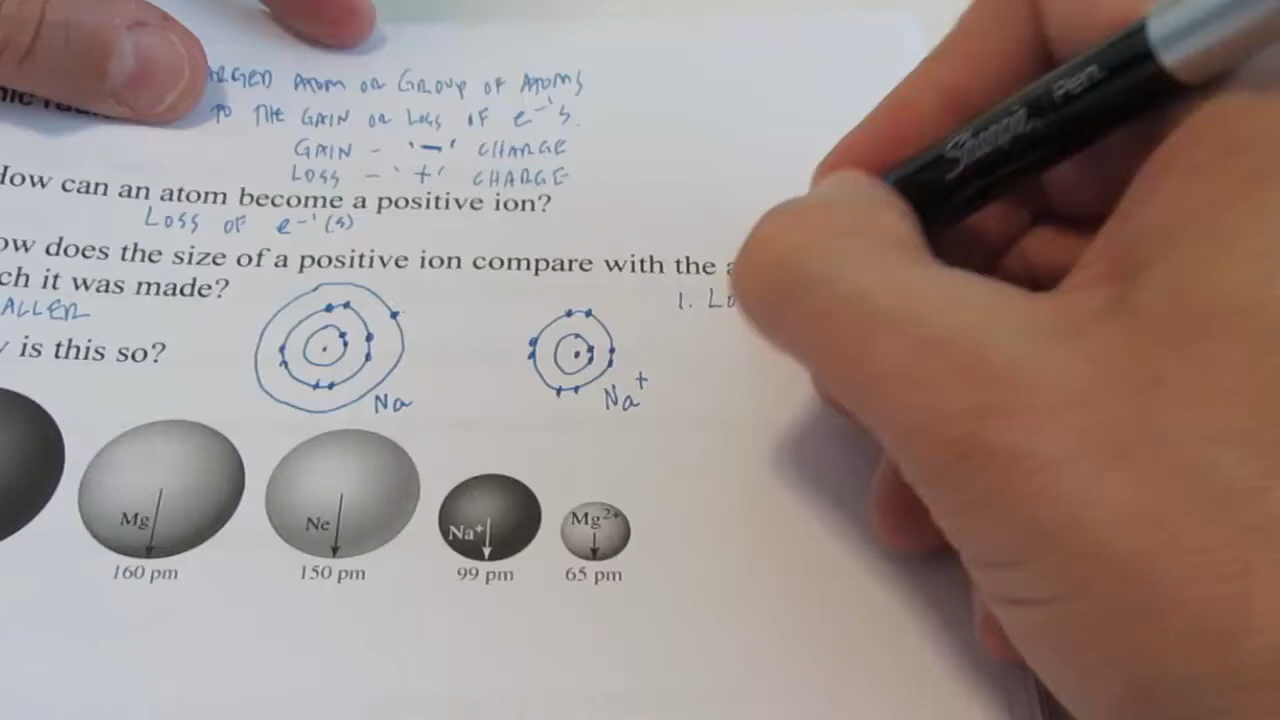 ARGED ATOM OR GROUP OF ATOMS
TO THE GAIN OR LOSS OF e⁻'s.
GAIN - '-' CHARGE
LOSS - '+' CHARGE
How can an atom become a positive ion?
LOSS OF e⁻'(s)
ow does the size of a positive ion compare with the a
ch it was made?
1. Lo
ALLER
y is this so?
Na
Na⁺
Mg
Ne
Na⁺
Mg²⁺
160 pm
150 pm
99 pm
65 pm
Sharpie Pen